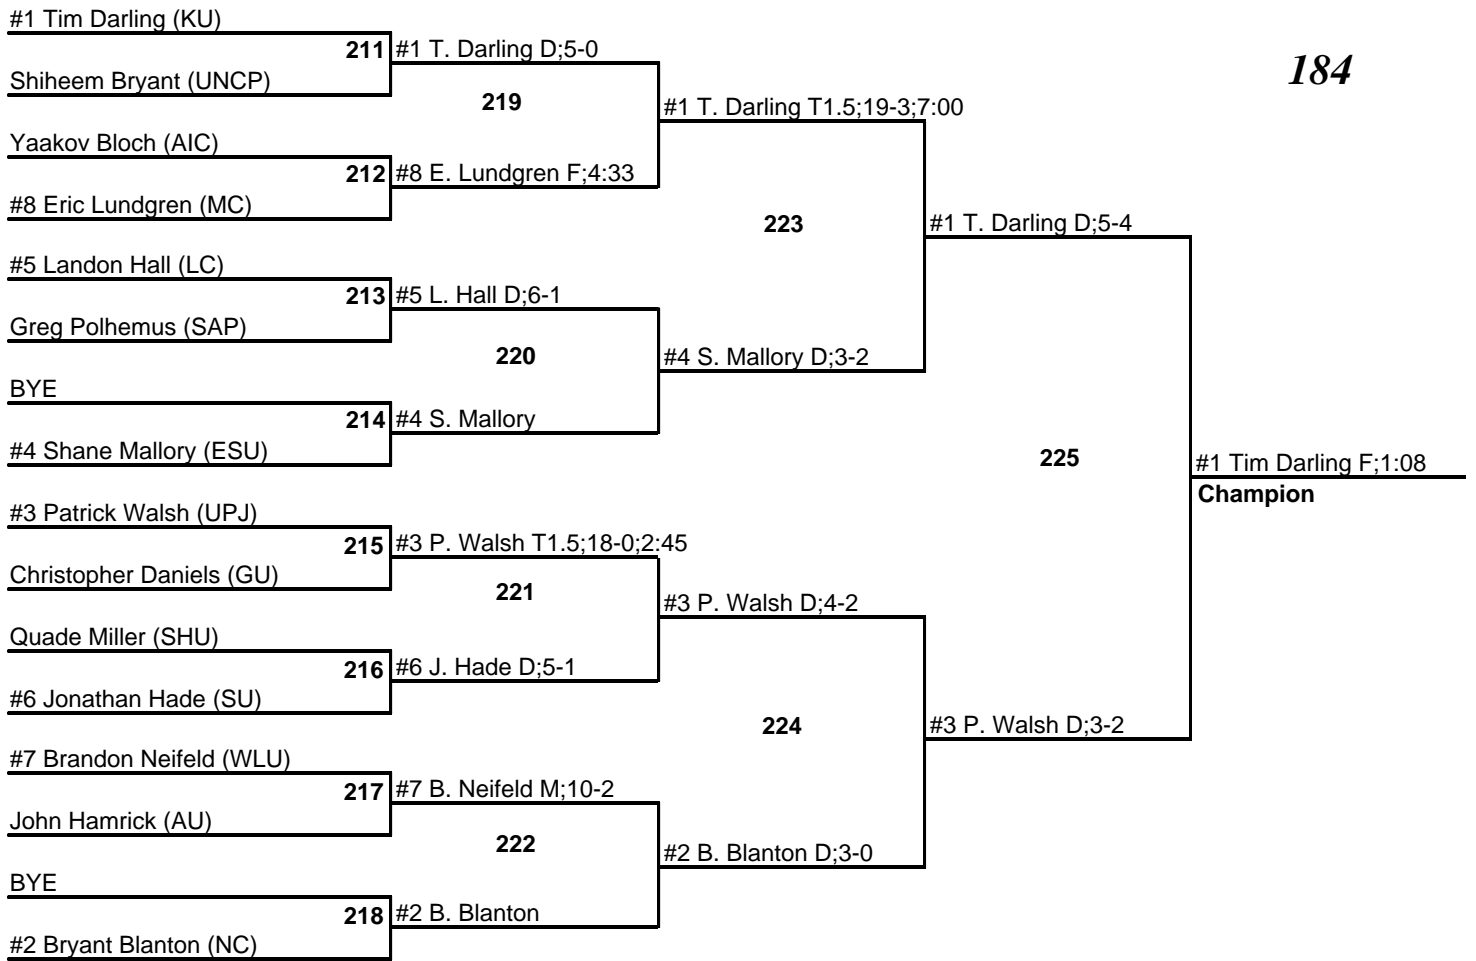 #1 Tim Darling (KU)
211 #1 T. Darling D;5-0
184
Shiheem Bryant (UNCP)
219
#1 T. Darling T1.5;19-3;7:00
Yaakov Bloch (AIC)
212 #8 E. Lundgren F;4:33
#8 Eric Lundgren (MC)
223
#1 T. Darling D;5-4
#5 Landon Hall (LC)
213 #5 L. Hall D;6-1
Greg Polhemus (SAP)
220
#4 S. Mallory D;3-2
BYE
214 #4 S. Mallory
#4 Shane Mallory (ESU)
225
#1 Tim Darling F;1:08
Champion
#3 Patrick Walsh (UPJ)
215 #3 P. Walsh T1.5;18-0;2:45
Christopher Daniels (GU)
221
#3 P. Walsh D;4-2
Quade Miller (SHU)
216 #6 J. Hade D;5-1
#6 Jonathan Hade (SU)
224
#3 P. Walsh D;3-2
#7 Brandon Neifeld (WLU)
217 #7 B. Neifeld M;10-2
John Hamrick (AU)
222
#2 B. Blanton D;3-0
BYE
218 #2 B. Blanton
#2 Bryant Blanton (NC)